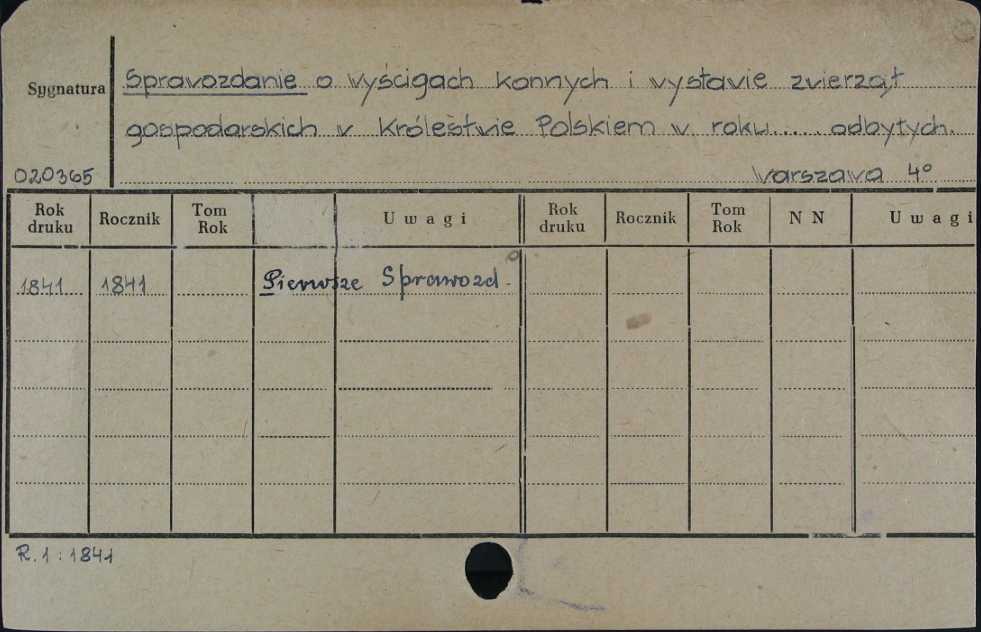 Sygnatura
Sprawozdanie o wyścigach konnych i wystawie zwierząt
gospodarskich w Królestwie Polskiem w roku..... odbytych.
020365
Warszawa 4°
Rok druku Rocznik Tom Rok Uwagi Rok druku Rocznik Tom Rok NN Uwagi
1841 1841 Pierwsze Sprawozd.
R.1:1841